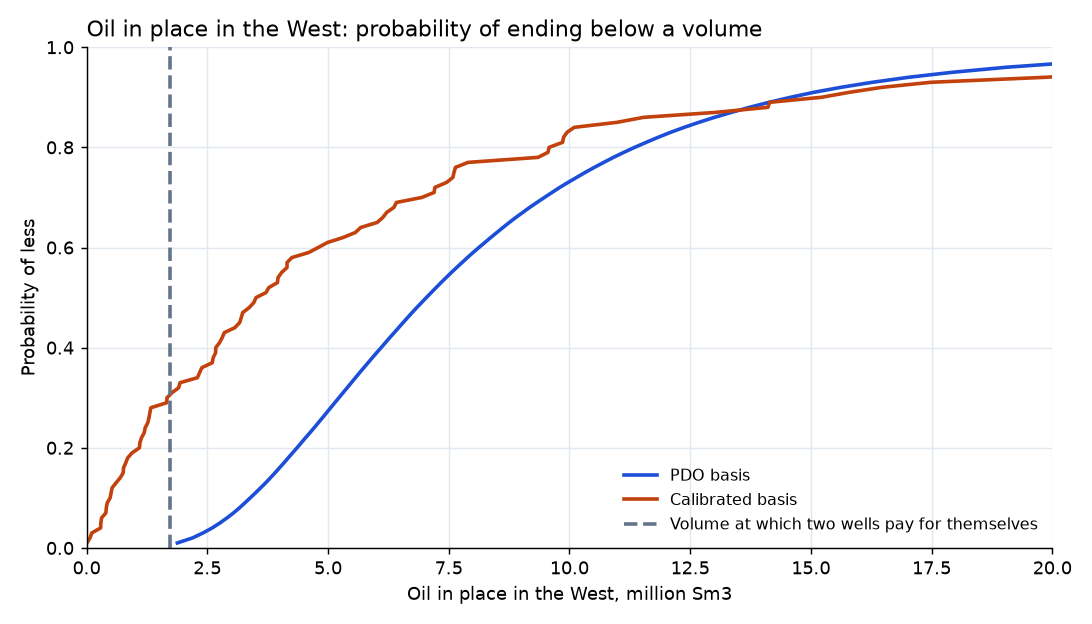 Oil in place in the West: probability of ending below a volume
Probability of less
1.0
0.8
0.6
0.4
0.2
0.0
PDO basis
Calibrated basis
Volume at which two wells pay for themselves
0.0 2.5 5.0 7.5 10.0 12.5 15.0 17.5 20.0
Oil in place in the West, million Sm3